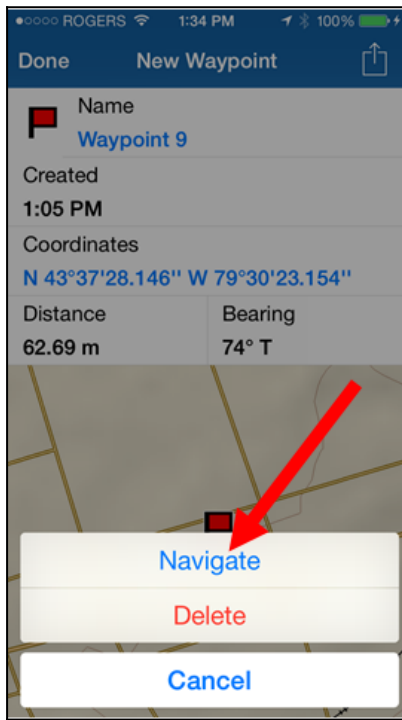 ROGERS 1:34 PM 100%
Done New Waypoint
Name
Waypoint 9
Created
1:05 PM
Coordinates
N 43°37'28.146'' W 79°30'23.154''
Distance Bearing
62.69 m 74° T
Navigate
Delete
Cancel